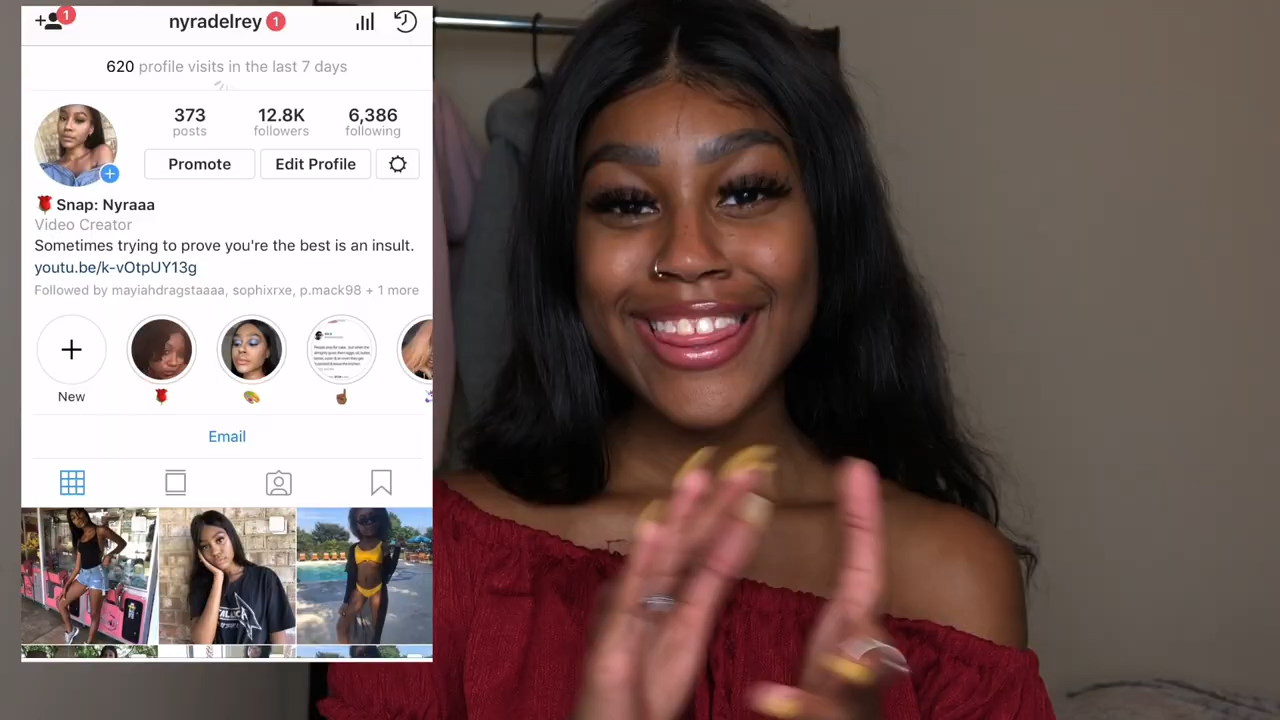 1
nyradelrey 1
620 profile visits in the last 7 days
373 12.8K 6,386
posts followers following
Promote Edit Profile
🌹Snap: Nyraaa
Video Creator
Sometimes trying to prove you're the best is an insult.
youtu.be/k-vOtpUY13g
Followed by mayiahdragstaaaa, sophixrxe, p.mack98 + 1 more
New 🌹 🎨 ☝🏾
Email